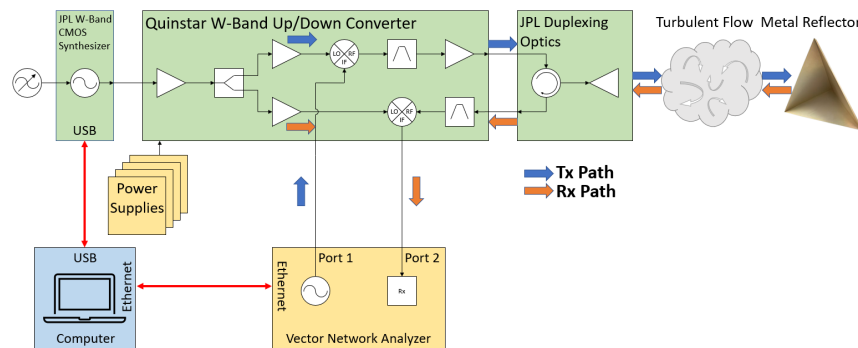 JPL W-Band
CMOS
Synthesizer
USB
Quinstar W-Band Up/Down Converter
LO
RF
IF
LO
RF
IF
JPL Duplexing
Optics
Turbulent Flow
Metal Reflector
Tx Path
Rx Path
Power
Supplies
USB
Ethernet
Computer
Ethernet
Port 1
Port 2
Rx
Vector Network Analyzer